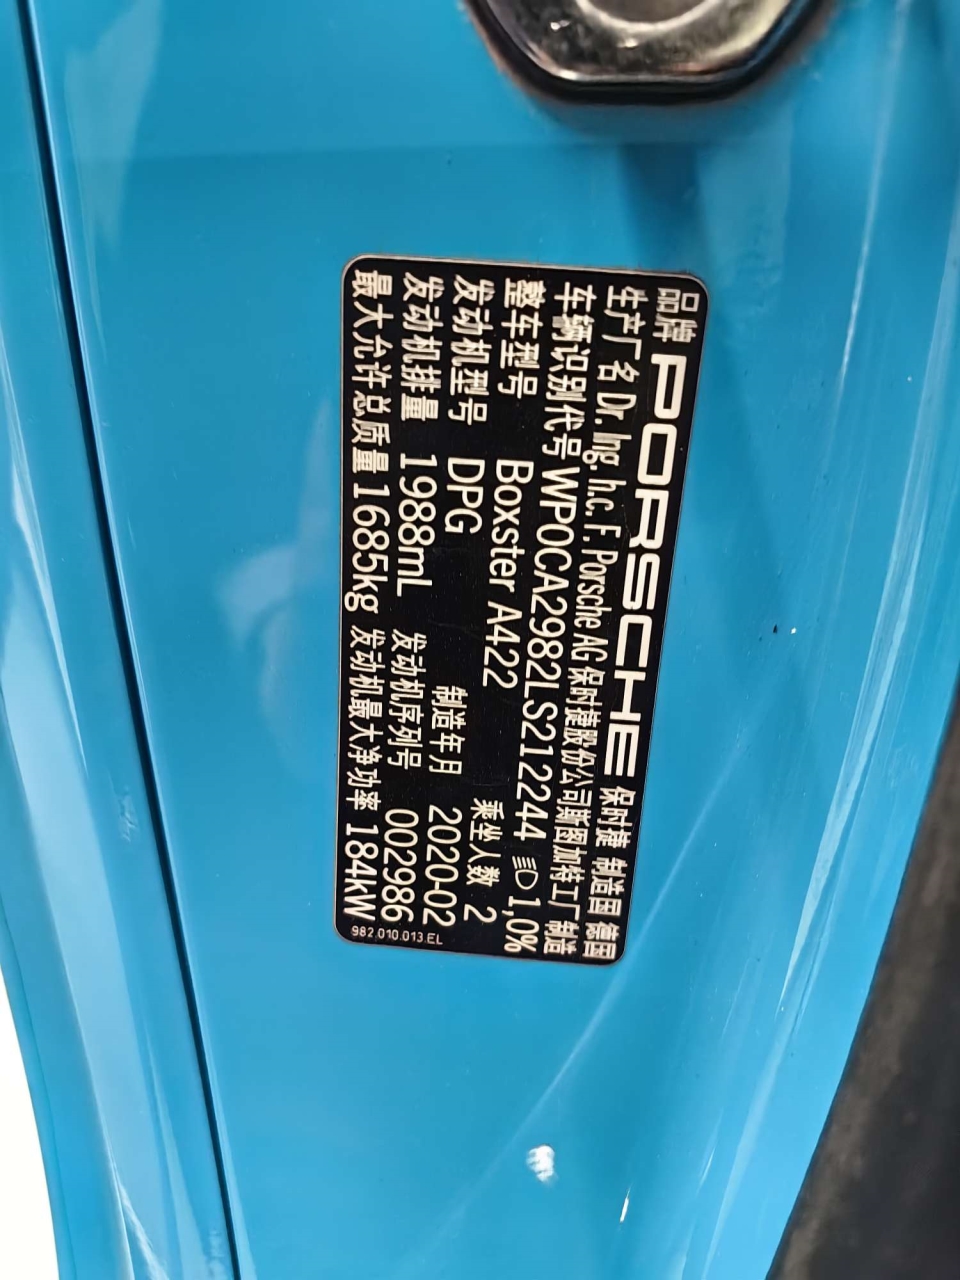 品牌 PORSCHE 保时捷 制造国 德国
生产厂名 Dr. Ing. h.c. F. Porsche AG 保时捷股份公司斯图加特工厂制造
车辆识别代号 WP0CA2982LS212244 1,0%
整车型号 Boxster A422 乘坐人数 2
发动机型号 DPG 制造年月 2020-02
发动机排量 1988mL 发动机序列号 002986
最大允许总质量 1685kg 发动机最大净功率 184kW
982.010.013.EL